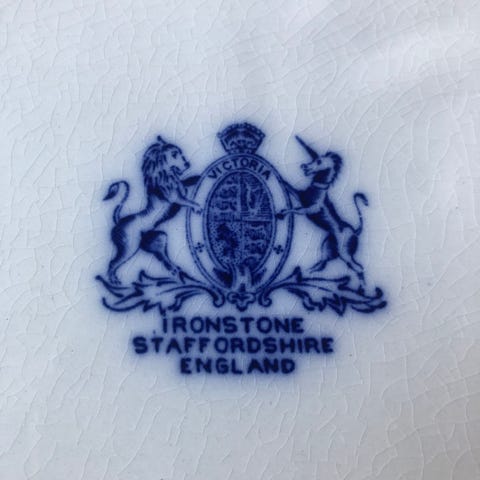 VICTORIA
IRONSTONE
STAFFORDSHIRE
ENGLAND